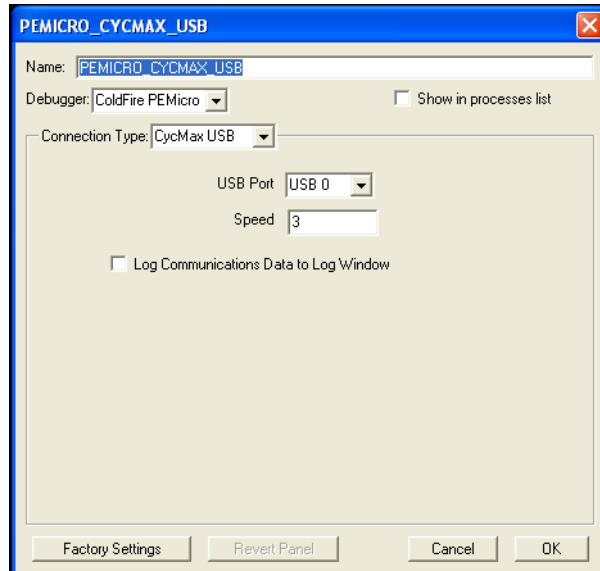 PEMICRO_CYCMAX_USB
Name: PEMICRO_CYCMAX_USB
Debugger: ColdFire PEMicro Show in processes list
Connection Type: CycMax USB
USB Port USB 0
Speed 3
Log Communications Data to Log Window
Factory Settings Revert Panel Cancel OK